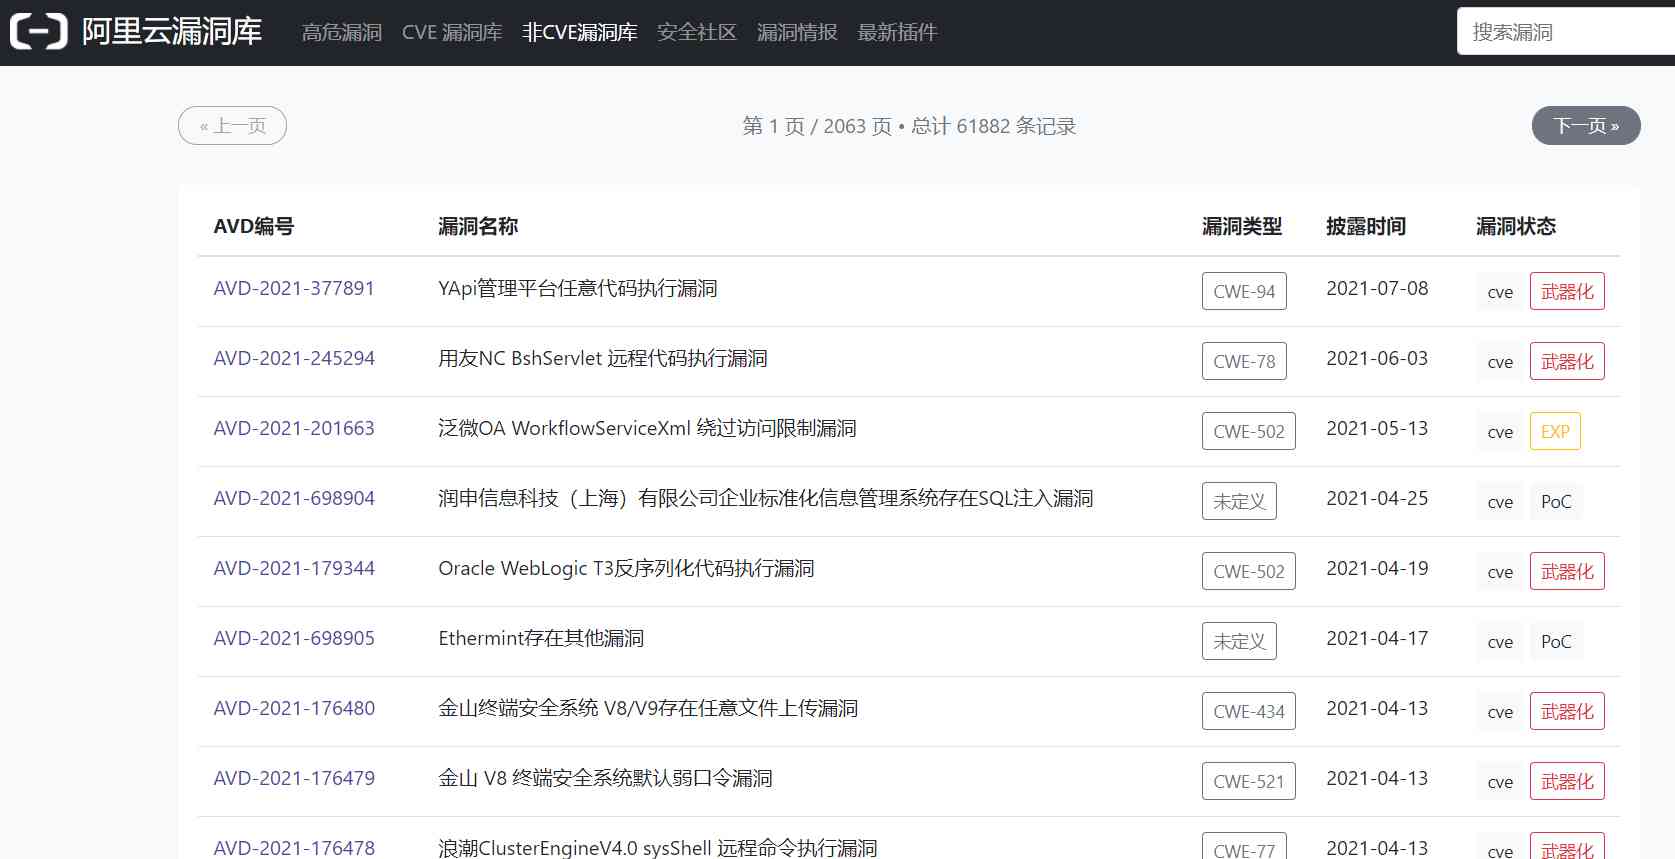 阿里云漏洞库 高危漏洞 CVE 漏洞库 非CVE漏洞库 安全社区 漏洞情报 最新插件 搜索漏洞
« 上一页 第 1 页 / 2063 页 • 总计 61882 条记录 下一页 »
AVD编号 漏洞名称 漏洞类型 披露时间 漏洞状态
AVD-2021-377891 YApi管理平台任意代码执行漏洞 CWE-94 2021-07-08 cve 武器化
AVD-2021-245294 用友NC BshServlet 远程代码执行漏洞 CWE-78 2021-06-03 cve 武器化
AVD-2021-201663 泛微OA WorkflowServiceXml 绕过访问限制漏洞 CWE-502 2021-05-13 cve EXP
AVD-2021-698904 润申信息科技（上海）有限公司企业标准化信息管理系统存在SQL注入漏洞 未定义 2021-04-25 cve PoC
AVD-2021-179344 Oracle WebLogic T3反序列化代码执行漏洞 CWE-502 2021-04-19 cve 武器化
AVD-2021-698905 Ethermint存在其他漏洞 未定义 2021-04-17 cve PoC
AVD-2021-176480 金山终端安全系统 V8/V9存在任意文件上传漏洞 CWE-434 2021-04-13 cve 武器化
AVD-2021-176479 金山 V8 终端安全系统默认弱口令漏洞 CWE-521 2021-04-13 cve 武器化
AVD-2021-176478 浪潮ClusterEngineV4.0 sysShell 远程命令执行漏洞 CWE-77 2021-04-13 cve 武器化